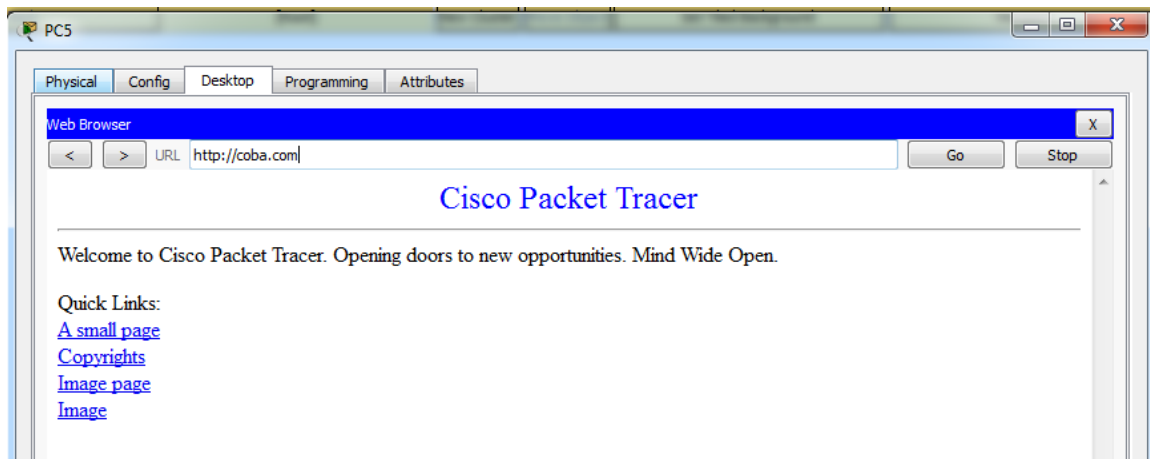 PC5
X
Physical Config Desktop Programming Attributes
Web Browser
X
< > URL http://coba.com Go Stop
Cisco Packet Tracer
Welcome to Cisco Packet Tracer. Opening doors to new opportunities. Mind Wide Open.
Quick Links:
A small page
Copyrights
Image page
Image